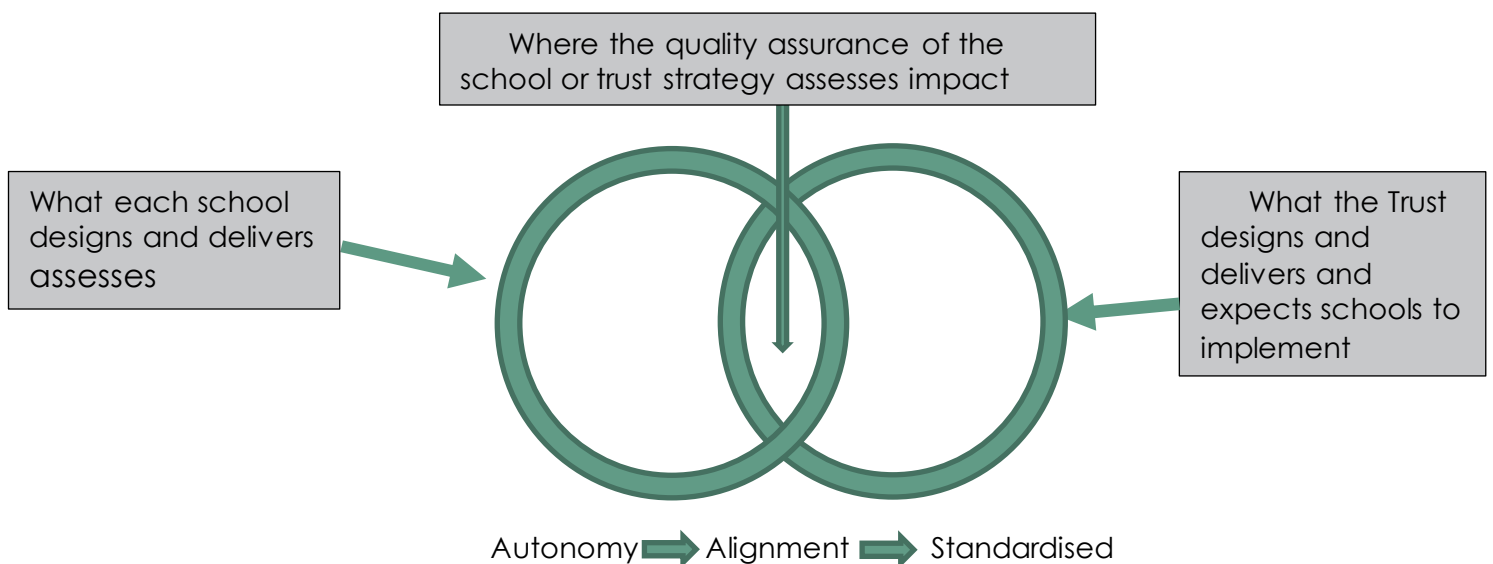 Where the quality assurance of the
school or trust strategy assesses impact
What each school
designs and delivers
assesses
What the Trust
designs and
delivers and
expects schools to
implement
Autonomy Alignment Standardised